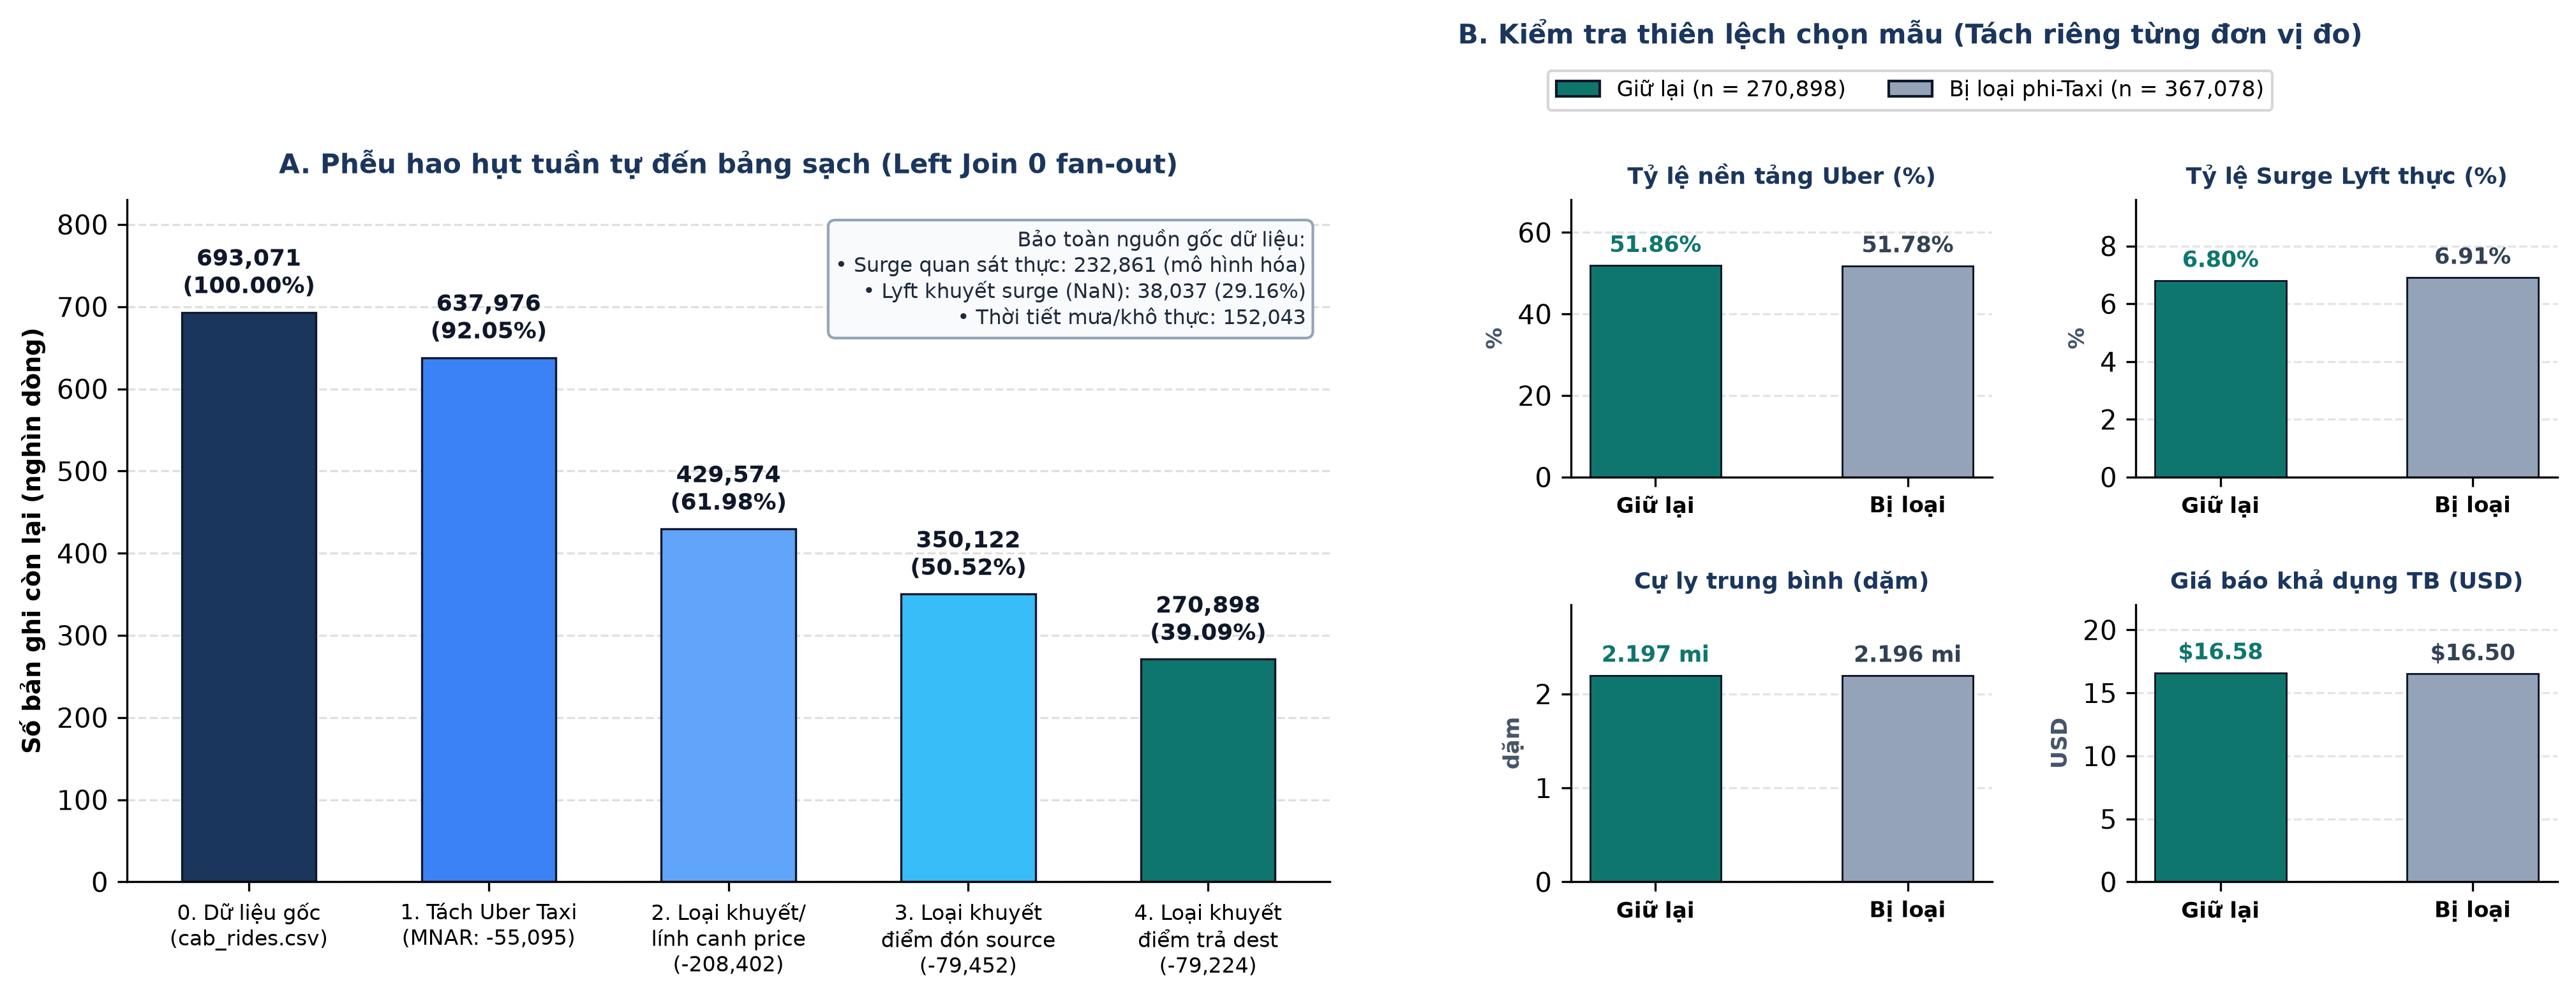 A. Phễu hao hụt tuần tự đến bảng sạch (Left Join 0 fan-out)
Số bản ghi còn lại (nghìn dòng)
800
700
600
500
400
300
200
100
0
693,071
(100.00%)
637,976
(92.05%)
429,574
(61.98%)
350,122
(50.52%)
270,898
(39.09%)
Bảo toàn nguồn gốc dữ liệu:
• Surge quan sát thực: 232,861 (mô hình hóa)
• Lyft khuyết surge (NaN): 38,037 (29.16%)
• Thời tiết mưa/khô thực: 152,043
0. Dữ liệu gốc
(cab_rides.csv)
1. Tách Uber Taxi
(MNAR: -55,095)
2. Loại khuyết/
lính canh price
(-208,402)
3. Loại khuyết
điểm đón source
(-79,452)
4. Loại khuyết
điểm trả dest
(-79,224)
B. Kiểm tra thiên lệch chọn mẫu (Tách riêng từng đơn vị đo)
Giữ lại (n = 270,898)
Bị loại phi-Taxi (n = 367,078)
Tỷ lệ nền tảng Uber (%)
%
60
40
20
0
51.86%
51.78%
Giữ lại
Bị loại
Tỷ lệ Surge Lyft thực (%)
%
8
6
4
2
0
6.80%
6.91%
Giữ lại
Bị loại
Cự ly trung bình (dặm)
dặm
2
1
0
2.197 mi
2.196 mi
Giữ lại
Bị loại
Giá báo khả dụng TB (USD)
USD
20
15
10
5
0
$16.58
$16.50
Giữ lại
Bị loại